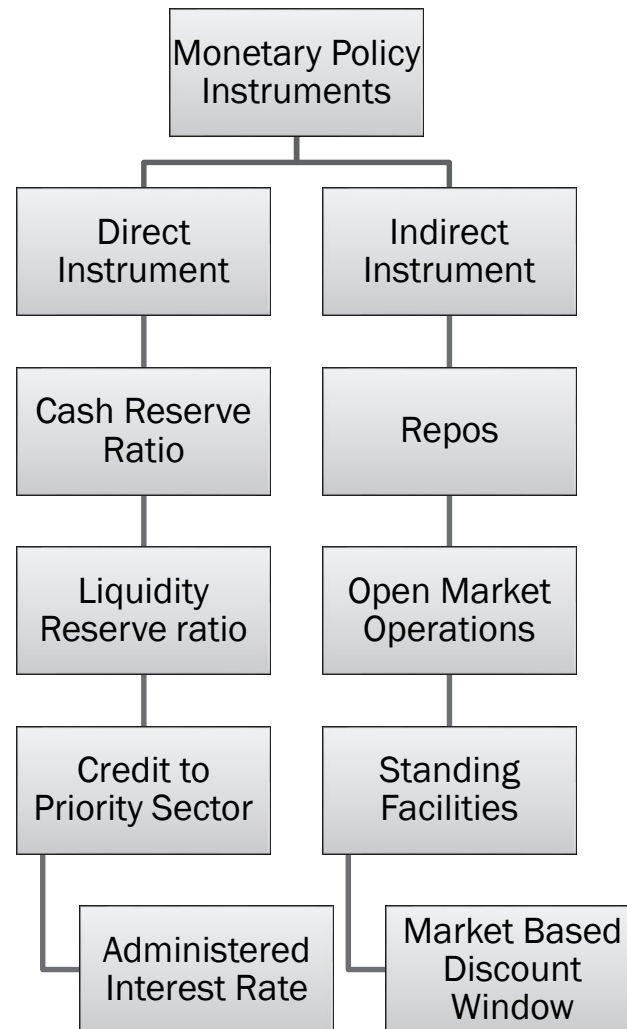 Monetary Policy
Instruments
Direct
Instrument
Indirect
Instrument
Cash Reserve
Ratio
Repos
Liquidity
Reserve ratio
Open Market
Operations
Credit to
Priority Sector
Standing
Facilities
Administered
Interest Rate
Market Based
Discount
Window